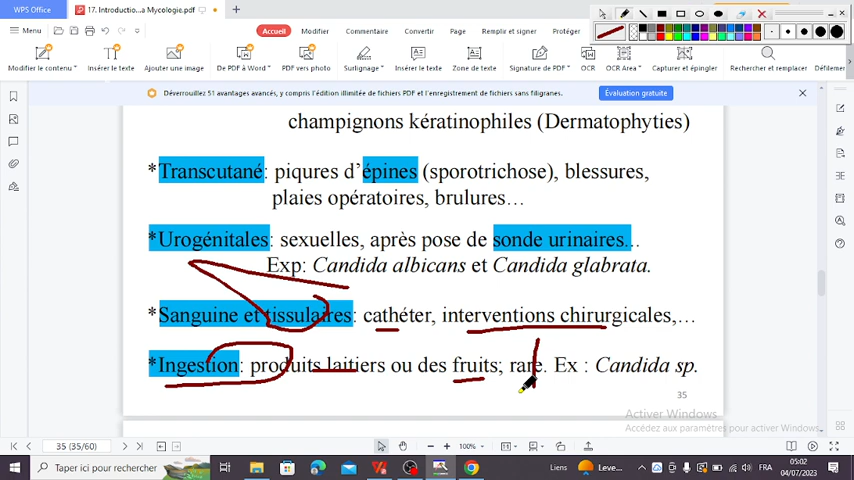 WPS Office
17. Introduction...a Mycologie.pdf
Menu
Accueil
Modifier
Commentaire
Convertir
Page
Remplir et signer
Protéger
Modifier le contenu
Insérer le texte
Ajouter une image
De PDF à Word
PDF vers photo
Surlignage
Insérer le texte
Zone de texte
Signature de PDF
OCR
OCR Area
Capturer et épingler
Rechercher et remplacer
Déverrouillez 51 avantages avancés, y compris l'édition illimitée de fichiers PDF et l'enregistrement de fichiers sans filigranes.
Évaluation gratuite
champignons kératinophiles (Dermatophyties)
*Transcutané: piqures d'épines (sporotrichose), blessures,
plaies opératoires, brulures…
*Urogénitales: sexuelles, après pose de sonde urinaires...
Exp: Candida albicans et Candida glabrata.
*Sanguine et tissulaires: cathéter, interventions chirurgicales,…
*Ingestion: produits laitiers ou des fruits; rare. Ex : Candida sp.
35
Activer Windows
Accédez aux paramètres pour activer Windows.
35 (35/60)
100%
Taper ici pour rechercher
Liens
Leve...
FR
05:02
04/07/2023